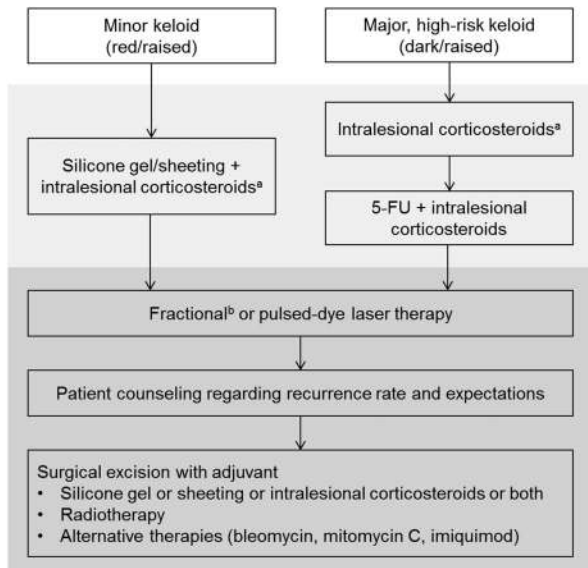 Minor keloid
(red/raised)
Major, high-risk keloid
(dark/raised)
Silicone gel/sheeting +
intralesional corticosteroidsᵃ
Intralesional corticosteroidsᵃ
5-FU + intralesional
corticosteroids
Fractionalᵇ or pulsed-dye laser therapy
Patient counseling regarding recurrence rate and expectations
Surgical excision with adjuvant
• Silicone gel or sheeting or intralesional corticosteroids or both
• Radiotherapy
• Alternative therapies (bleomycin, mitomycin C, imiquimod)